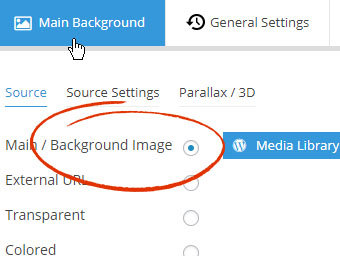 Main Background
General Settings
Source
Source Settings
Parallax / 3D
Main / Background Image
Media Library
External URL
Transparent
Colored